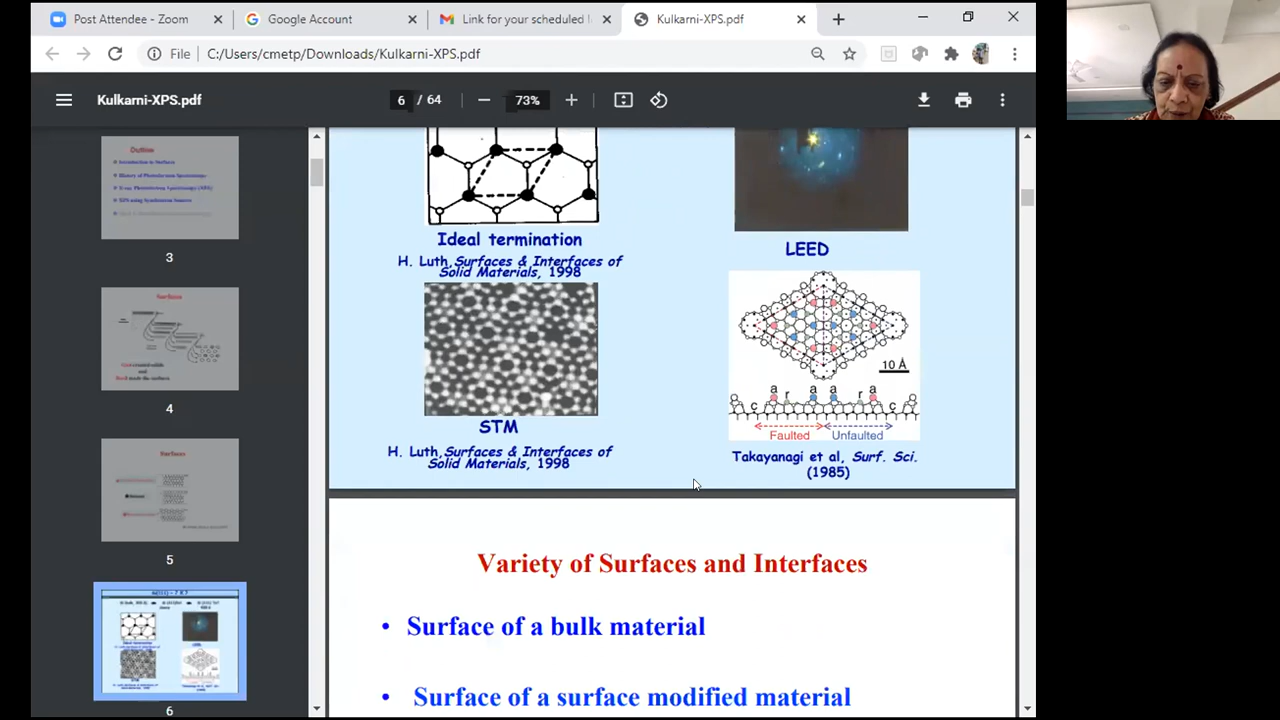 Post Attendee - Zoom
Google Account
Link for your scheduled
Kulkarni-XPS.pdf
File
C:/Users/cmetp/Downloads/Kulkarni-XPS.pdf
Kulkarni-XPS.pdf
6 / 64
73%
Outline
3
Surfaces
4
Surfaces
5
6
Ideal termination
H. Luth, Surfaces & Interfaces of
Solid Materials, 1998
LEED
STM
H. Luth, Surfaces & Interfaces of
Solid Materials, 1998
10 Å
a a a a
r r
c c
Faulted Unfaulted
Takayanagi et al, Surf. Sci.
(1985)
Variety of Surfaces and Interfaces
• Surface of a bulk material
• Surface of a surface modified material